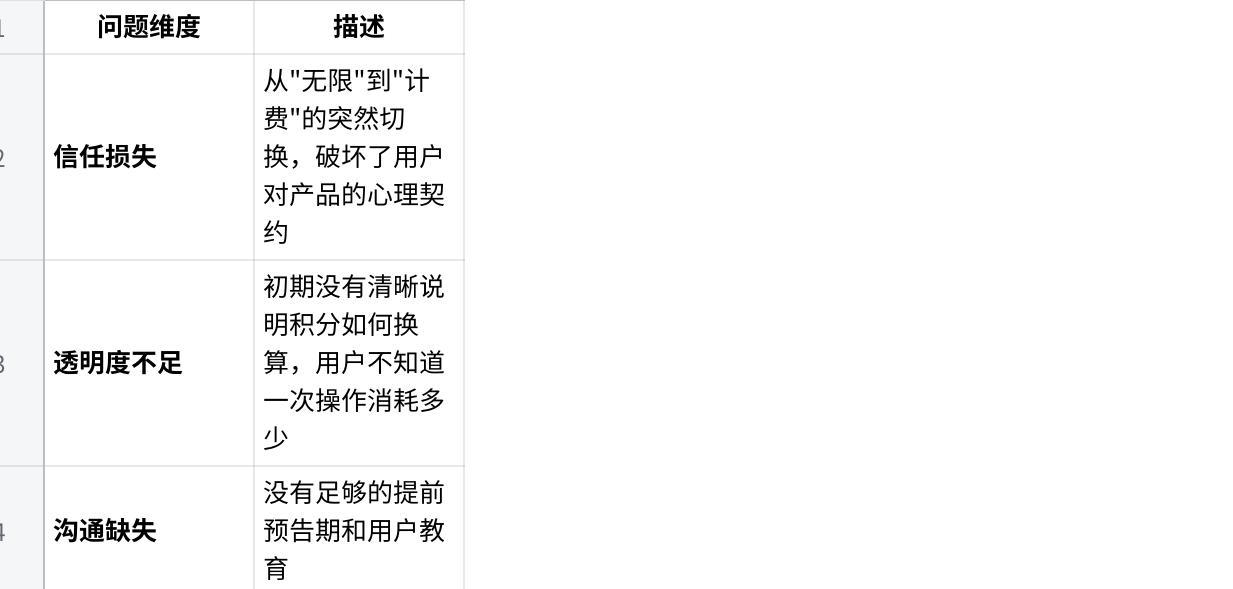 1
问题维度
描述
2
信任损失
从"无限"到"计
费"的突然切
换，破坏了用户
对产品的心理契
约
3
透明度不足
初期没有清晰说
明积分如何换
算，用户不知道
一次操作消耗多
少
4
沟通缺失
没有足够的提前
预告期和用户教
育